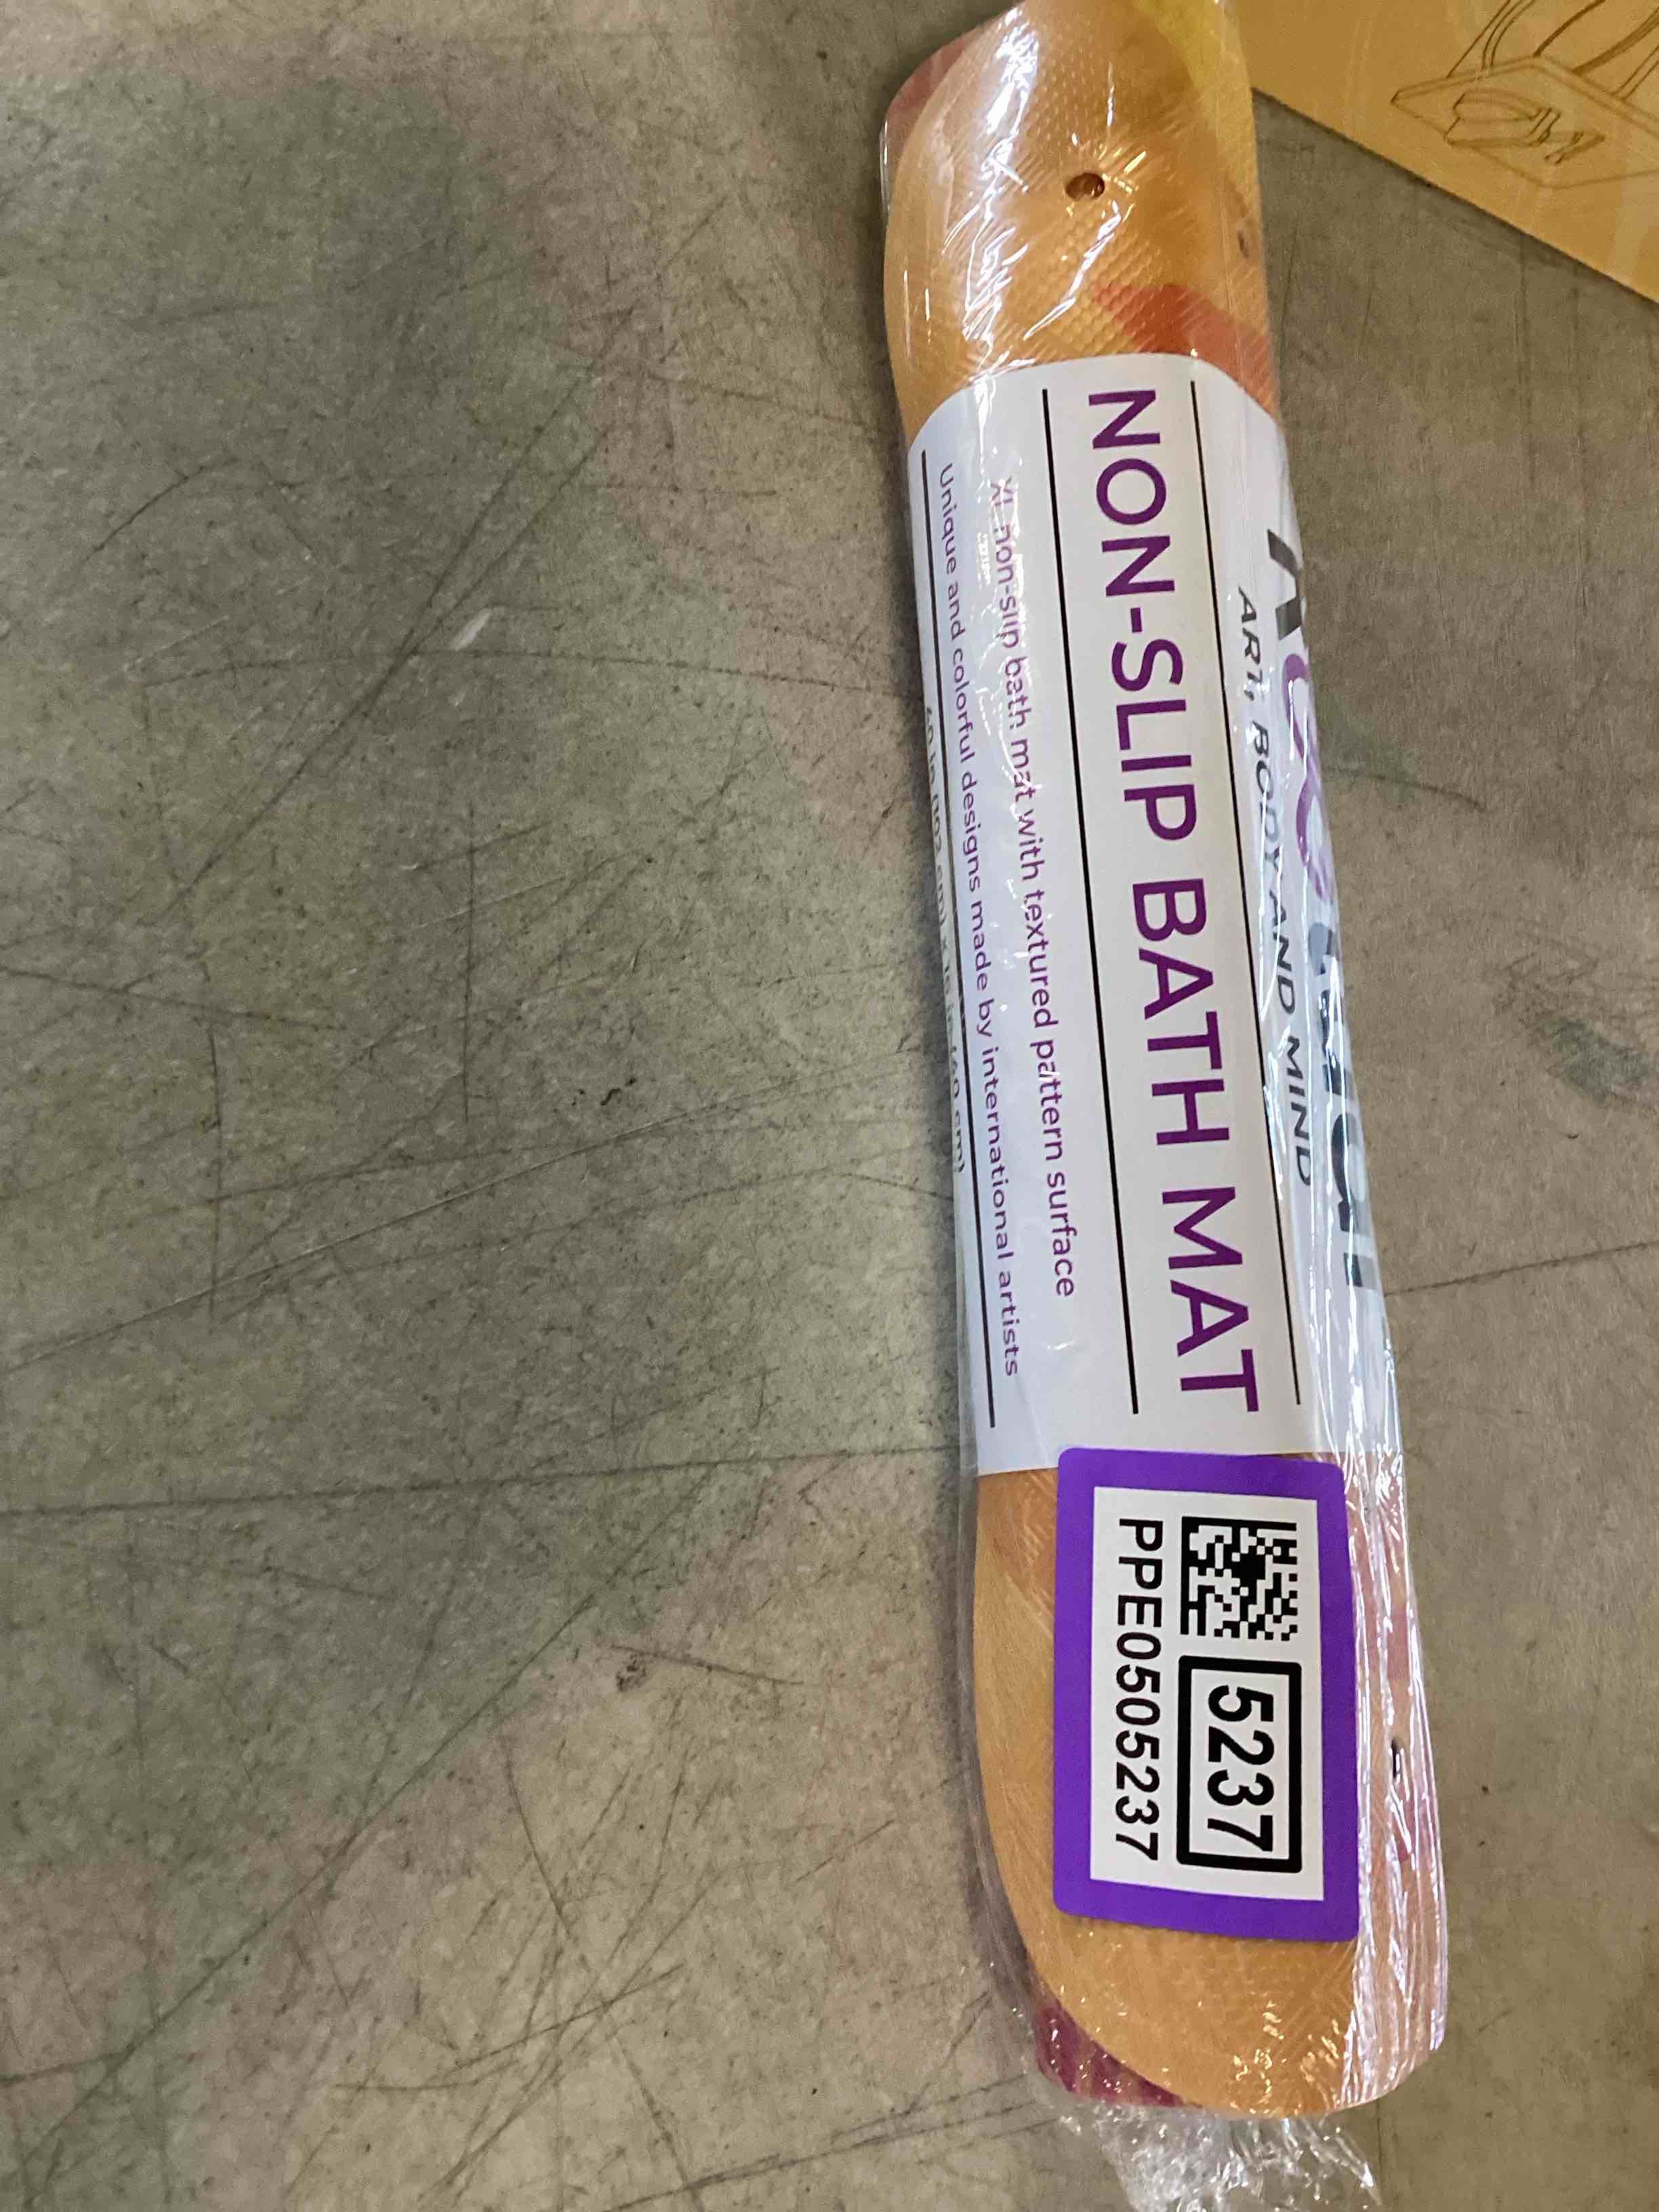 ART, BODY AND MIND
NON-SLIP BATH MAT
XL non-slip bath mat with textured pattern surface
Unique and colorful designs made by international artists
5237
PPE0505237